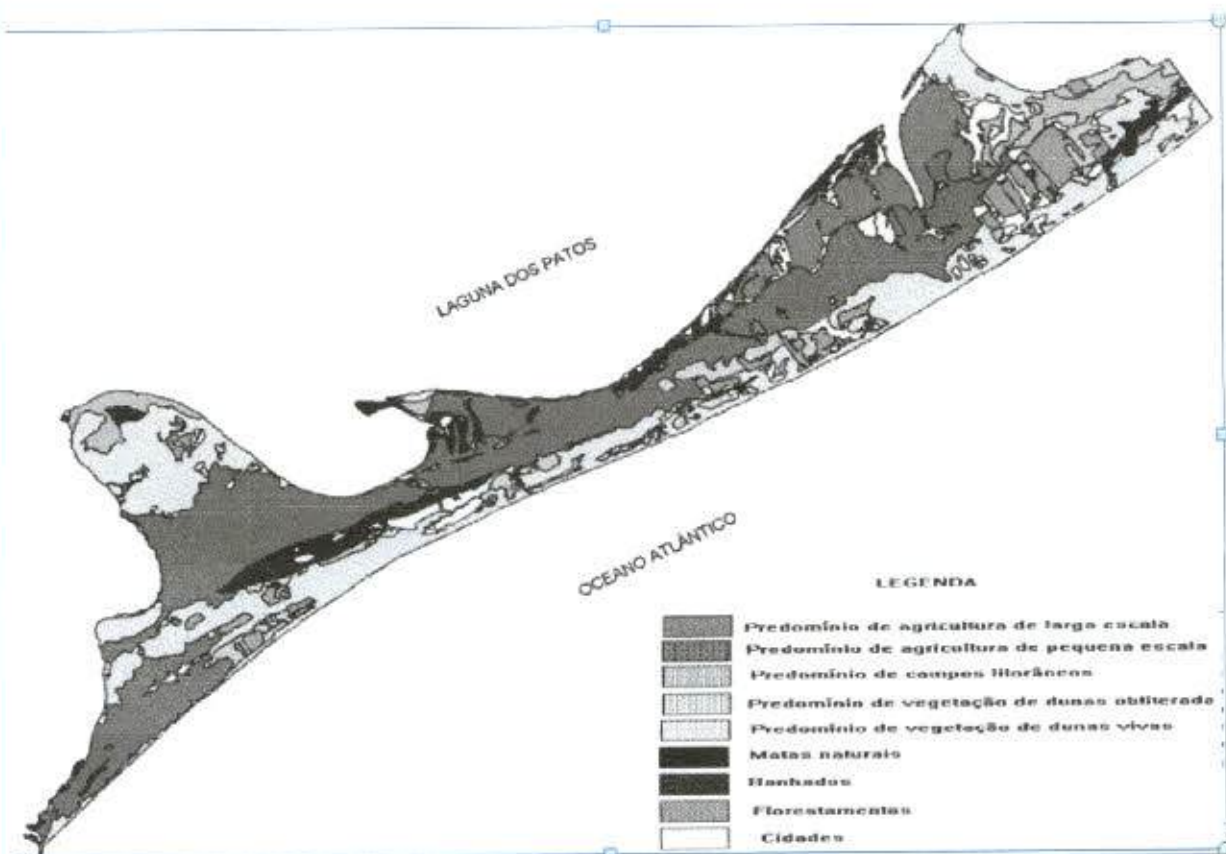 LAGUNA DOS PATOS
OCEANO ATLÂNTICO
LEGENDA
Predomínio de agricultura de larga escala
Predomínio de agricultura de pequena escala
Predomínio de campos litorâneos
Predomínio de vegetação de dunas obliterada
Predomínio de vegetação de dunas vivas
Matas naturais
Banhados
Florestamentos
Cidades